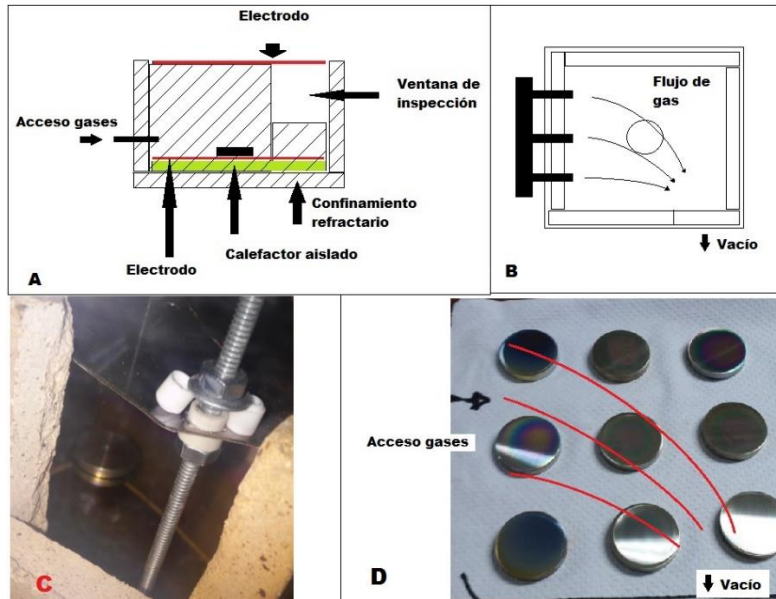 Electrodo
Ventana de
inspección
Acceso gases
Confinamiento
refractario
Calefactor aislado
Electrodo
A
Flujo de
gas
Vacío
B
C
Acceso gases
D
Vacío